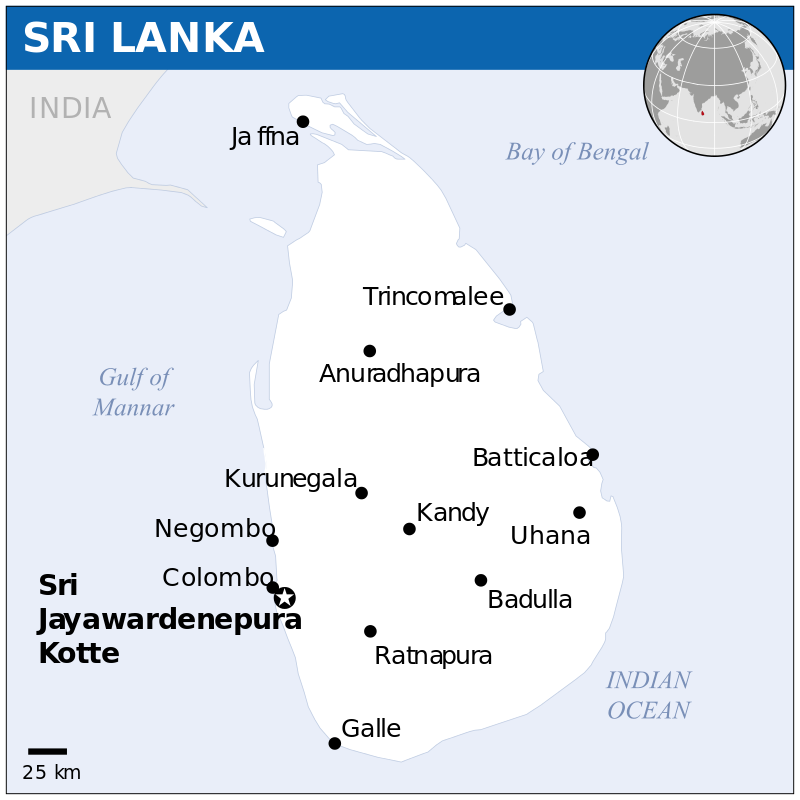 SRI LANKA
INDIA
Jaffna
Bay of Bengal
Trincomalee
Anuradhapura
Gulf of
Mannar
Batticaloa
Kurunegala
Kandy
Negombo
Uhana
Colombo
Sri
Jayawardenepura
Kotte
Badulla
Ratnapura
INDIAN
OCEAN
Galle
25 km